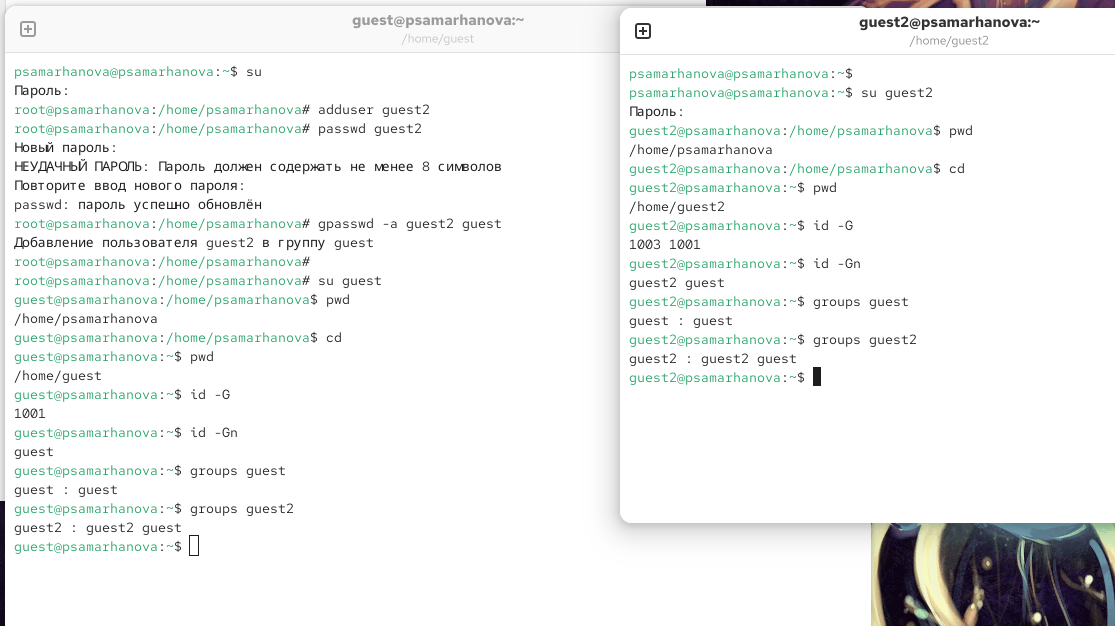 guest@psamarhanova:~
/home/guest
psamarhanova@psamarhanova:~$ su
Пароль:
root@psamarhanova:/home/psamarhanova# adduser guest2
root@psamarhanova:/home/psamarhanova# passwd guest2
Новый пароль:
НЕУДАЧНЫЙ ПАРОЛЬ: Пароль должен содержать не менее 8 символов
Повторите ввод нового пароля:
passwd: пароль успешно обновлён
root@psamarhanova:/home/psamarhanova# gpasswd -a guest2 guest
Добавление пользователя guest2 в группу guest
root@psamarhanova:/home/psamarhanova#
root@psamarhanova:/home/psamarhanova# su guest
guest@psamarhanova:/home/psamarhanova$ pwd
/home/psamarhanova
guest@psamarhanova:/home/psamarhanova$ cd
guest@psamarhanova:~$ pwd
/home/guest
guest@psamarhanova:~$ id -G
1001
guest@psamarhanova:~$ id -Gn
guest
guest@psamarhanova:~$ groups guest
guest : guest
guest@psamarhanova:~$ groups guest2
guest2 : guest2 guest
guest@psamarhanova:~$
guest2@psamarhanova:~
/home/guest2
psamarhanova@psamarhanova:~$
psamarhanova@psamarhanova:~$ su guest2
Пароль:
guest2@psamarhanova:/home/psamarhanova$ pwd
/home/psamarhanova
guest2@psamarhanova:/home/psamarhanova$ cd
guest2@psamarhanova:~$ pwd
/home/guest2
guest2@psamarhanova:~$ id -G
1003 1001
guest2@psamarhanova:~$ id -Gn
guest2 guest
guest2@psamarhanova:~$ groups guest
guest : guest
guest2@psamarhanova:~$ groups guest2
guest2 : guest2 guest
guest2@psamarhanova:~$